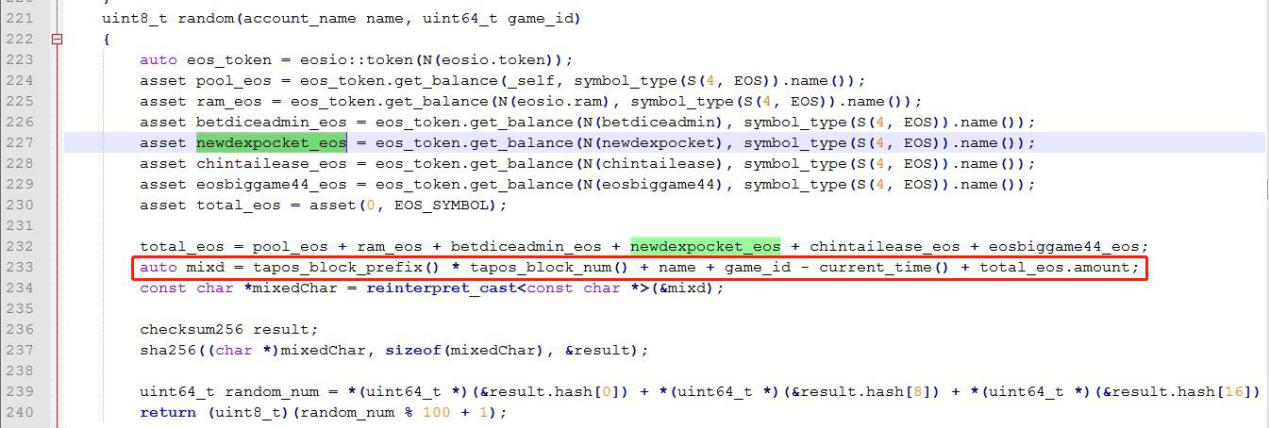 221 uint8_t random(account_name name, uint64_t game_id)
222 {
223 auto eos_token = eosio::token(N(eosio.token));
224 asset pool_eos = eos_token.get_balance(_self, symbol_type(S(4, EOS)).name());
225 asset ram_eos = eos_token.get_balance(N(eosio.ram), symbol_type(S(4, EOS)).name());
226 asset betdiceadmin_eos = eos_token.get_balance(N(betdiceadmin), symbol_type(S(4, EOS)).name());
227 asset newdexpocket_eos = eos_token.get_balance(N(newdexpocket), symbol_type(S(4, EOS)).name());
228 asset chintailease_eos = eos_token.get_balance(N(chintailease), symbol_type(S(4, EOS)).name());
229 asset eosbiggame44_eos = eos_token.get_balance(N(eosbiggame44), symbol_type(S(4, EOS)).name());
230 asset total_eos = asset(0, EOS_SYMBOL);
231
232 total_eos = pool_eos + ram_eos + betdiceadmin_eos + newdexpocket_eos + chintailease_eos + eosbiggame44_eos;
233 auto mixd = tapos_block_prefix() * tapos_block_num() + name + game_id - current_time() + total_eos.amount;
234 const char *mixedChar = reinterpret_cast<const char *>(&mixd);
235
236 checksum256 result;
237 sha256((char *)mixedChar, sizeof(mixedChar), &result);
238
239 uint64_t random_num = *(uint64_t *)(&result.hash[0]) + *(uint64_t *)(&result.hash[8]) + *(uint64_t *)(&result.hash[16])
240 return (uint8_t)(random_num % 100 + 1);